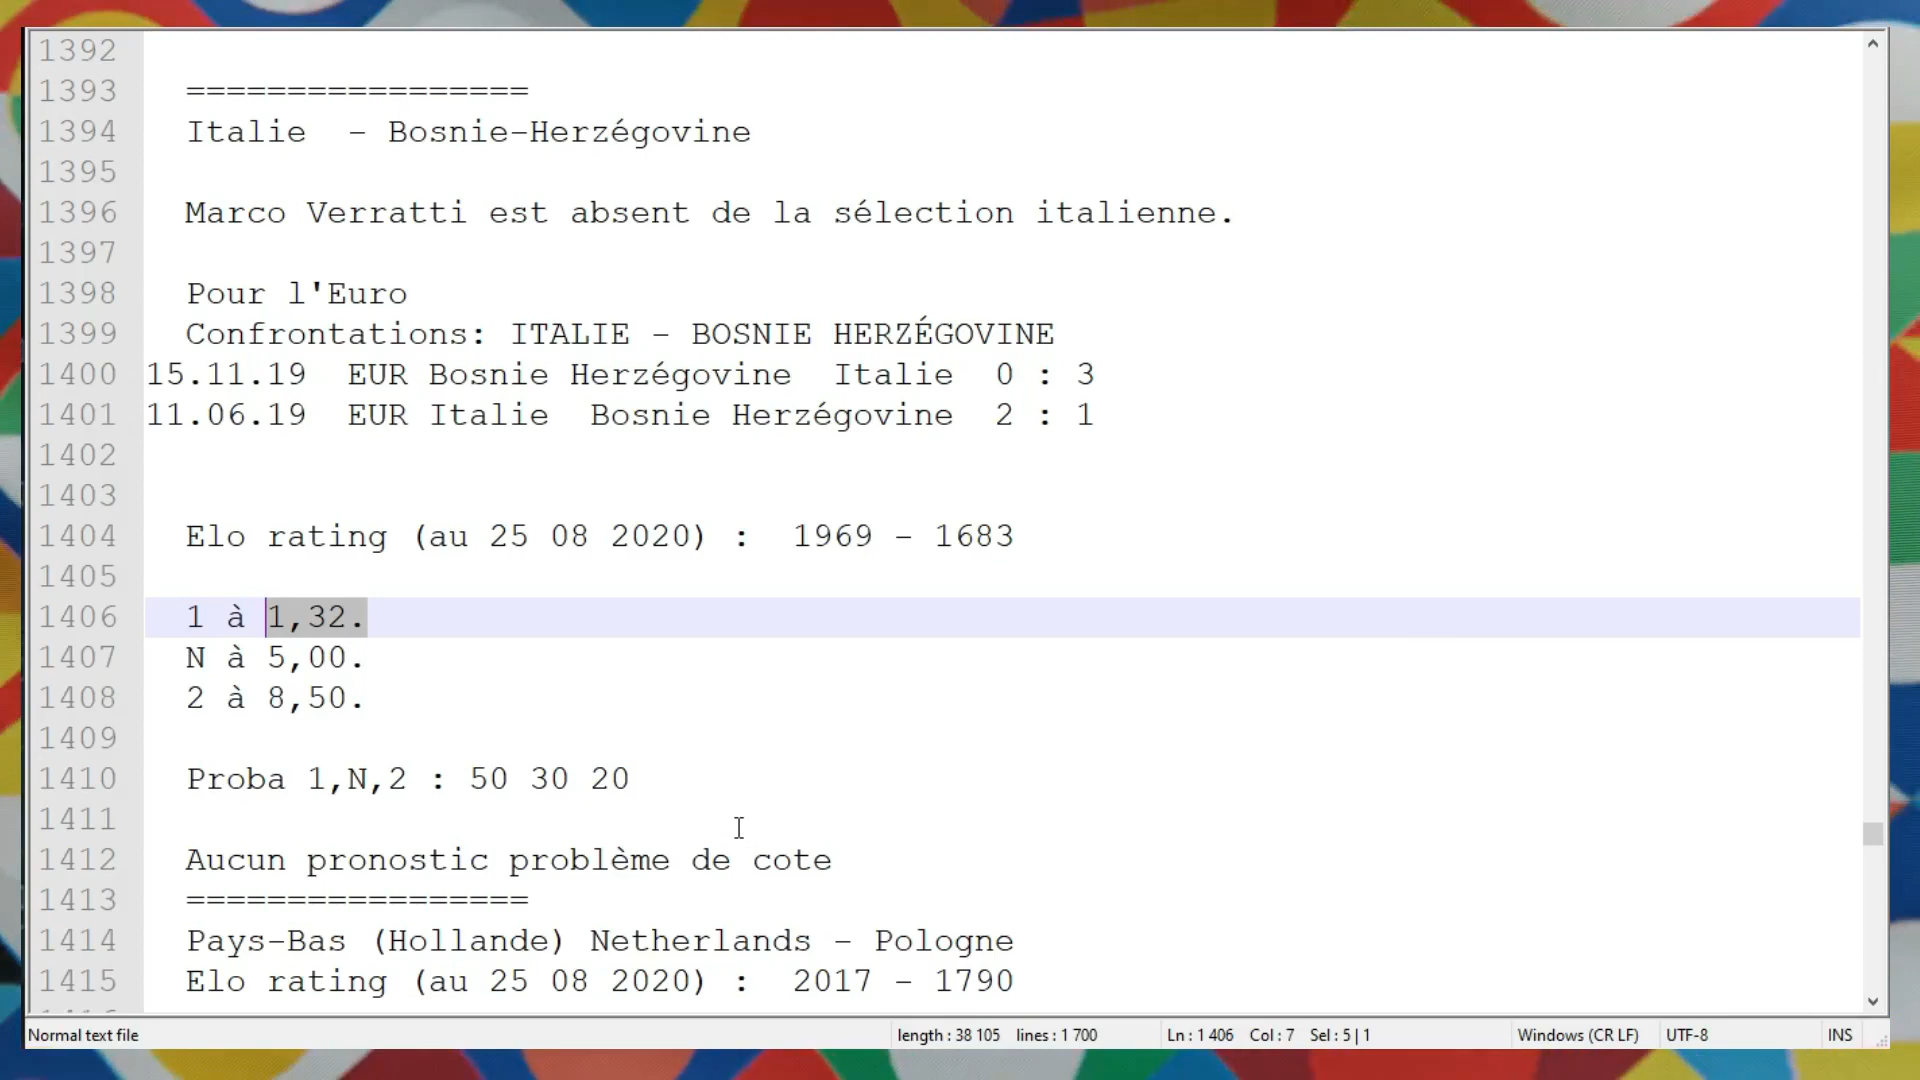 1392
1393 =================
1394 Italie  - Bosnie-Herzégovine
1395
1396 Marco Verratti est absent de la sélection italienne.
1397
1398 Pour l'Euro
1399 Confrontations: ITALIE - BOSNIE HERZÉGOVINE
1400 15.11.19  EUR Bosnie Herzégovine  Italie  0 : 3
1401 11.06.19  EUR Italie  Bosnie Herzégovine  2 : 1
1402
1403
1404 Elo rating (au 25 08 2020) :  1969 - 1683
1405
1406 1 à 1,32.
1407 N à 5,00.
1408 2 à 8,50.
1409
1410 Proba 1,N,2 : 50 30 20
1411
1412 Aucun pronostic problème de cote
1413 =================
1414 Pays-Bas (Hollande) Netherlands - Pologne
1415 Elo rating (au 25 08 2020) :  2017 - 1790
Normal text file length : 38 105 lines : 1 700 Ln : 1 406 Col : 7 Sel : 5 | 1 Windows (CR LF) UTF-8 INS